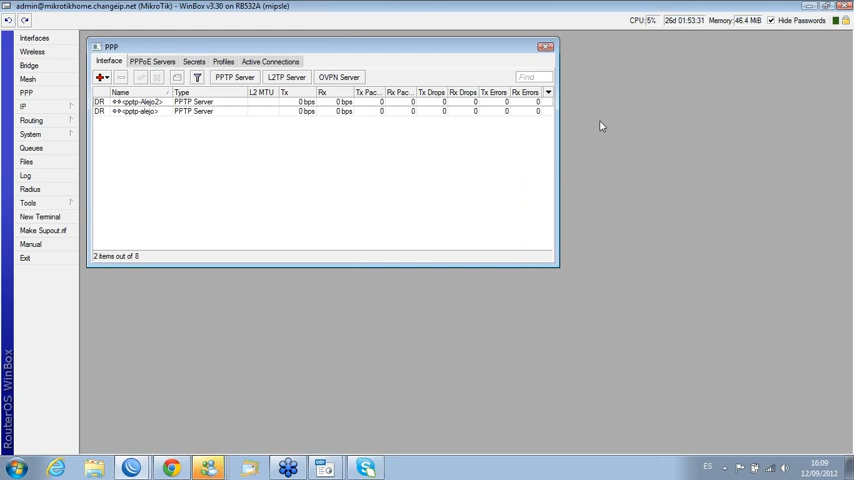 admin@mikrotikhome.changeip.net (MikroTik) - WinBox v3.30 on RB532A (mipsle)
CPU: 5% 26d 01:53:31 Memory: 46.4 MiB Hide Passwords
Interfaces
Wireless
Bridge
Mesh
PPP
IP
Routing
System
Queues
Files
Log
Radius
Tools
New Terminal
Make Supout.rif
Manual
Exit
RouterOS WinBox
PPP
Interface PPPoE Servers Secrets Profiles Active Connections
PPTP Server L2TP Server OVPN Server Find
Name Type L2 MTU Tx Rx Tx Pac... Rx Pac... Tx Drops Rx Drops Tx Errors Rx Errors
DR <pptp-Alejo2> PPTP Server 0 bps 0 bps 0 0 0 0 0 0
DR <pptp-alejo> PPTP Server 0 bps 0 bps 0 0 0 0 0 0
2 items out of 8
ES 16:09
12/09/2012